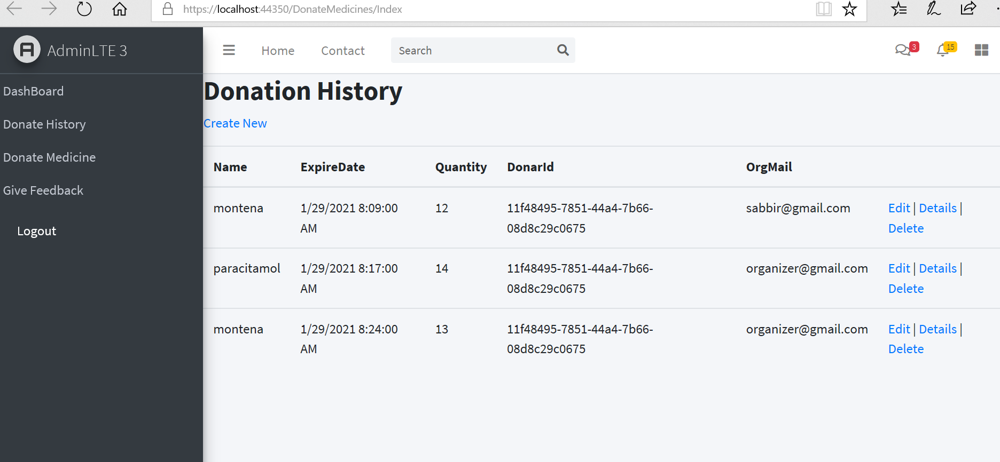 https://localhost:44350/DonateMedicines/Index
AdminLTE 3
Home Contact Search 3 15
DashBoard
Donate History
Donate Medicine
Give Feedback
Logout
Donation History
Create New
Name ExpireDate Quantity DonarId OrgMail
montena 1/29/2021 8:09:00 12 11f48495-7851-44a4-7b66- sabbir@gmail.com Edit | Details |
AM 08d8c29c0675 Delete
paracitamol 1/29/2021 8:17:00 14 11f48495-7851-44a4-7b66- organizer@gmail.com Edit | Details |
AM 08d8c29c0675 Delete
montena 1/29/2021 8:24:00 13 11f48495-7851-44a4-7b66- organizer@gmail.com Edit | Details |
AM 08d8c29c0675 Delete